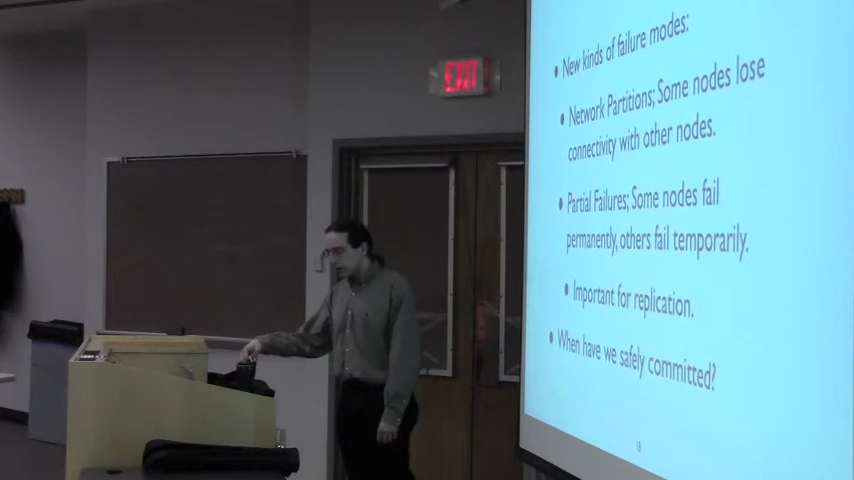 EXIT
• New kinds of failure modes:
• Network Partitions; Some nodes lose
connectivity with other nodes.
• Partial Failures; Some nodes fail
permanently, others fail temporarily.
• Important for replication.
• When have we safely committed?
18